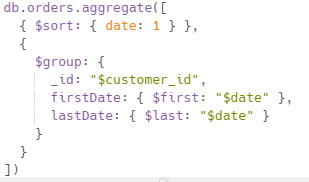 db.orders.aggregate([
  { $sort: { date: 1 } },
  {
    $group: {
      _id: "$customer_id",
      firstDate: { $first: "$date" },
      lastDate: { $last: "$date" }
    }
  }
])